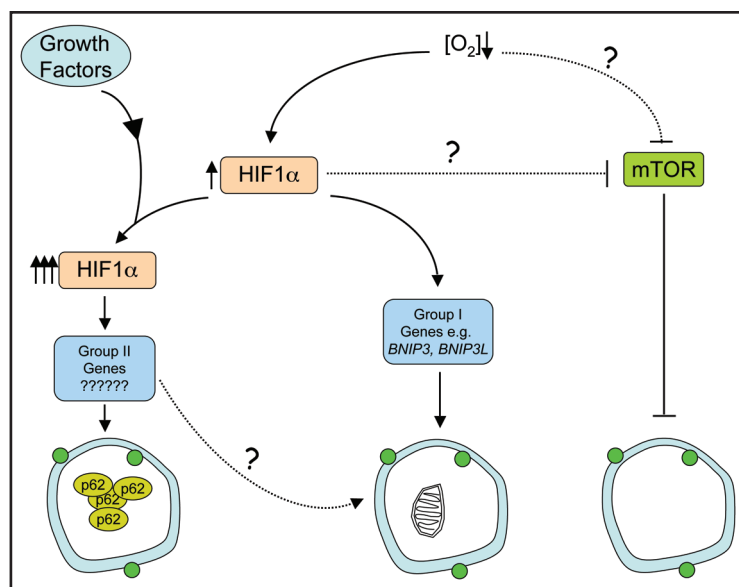 Growth
Factors
[O₂]↓
?
?
↑ HIF1α
mTOR
↑↑↑ HIF1α
Group I
Genes e.g.
BNIP3, BNIP3L
Group II
Genes
??????
?
p62
p62
p62
p62